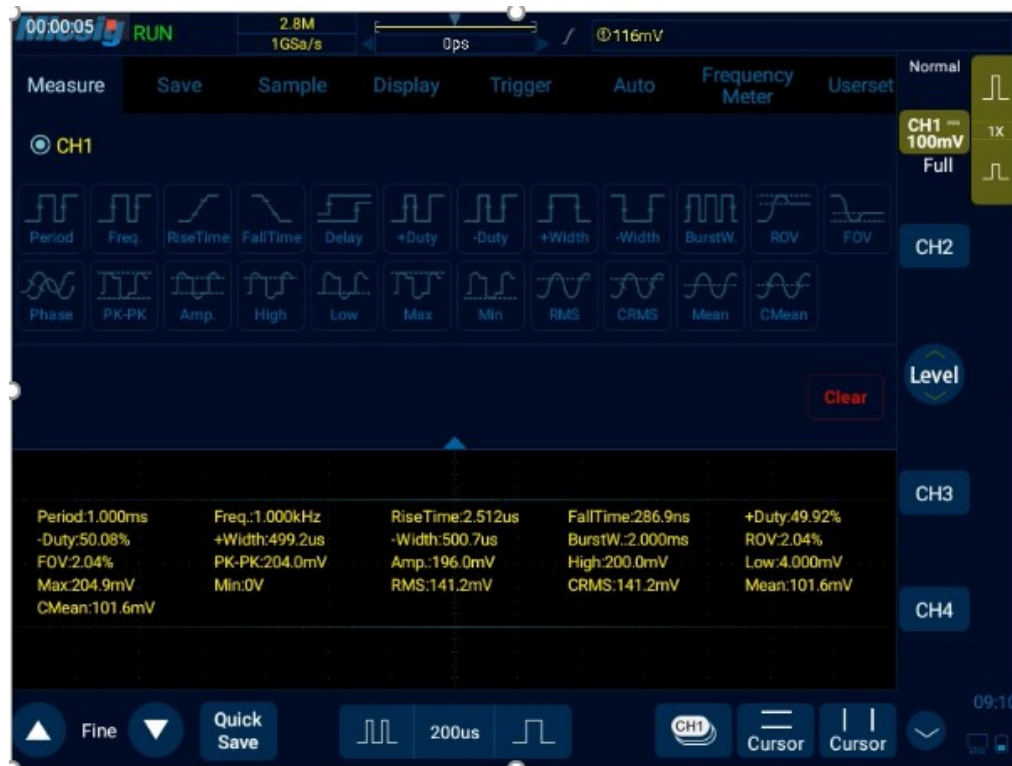 00:00:05
RUN
2.8M
1GSa/s
0ps
①116mV
Measure Save Sample Display Trigger Auto Frequency Meter Userset
Normal
CH1
100mV
Full
1X
CH1
Period Freq. RiseTime FallTime Delay +Duty -Duty +Width -Width BurstW. ROV FOV
Phase PK-PK Amp. High Low Max Min RMS CRMS Mean CMean
CH2
Level
Clear
CH3
Period:1.000ms Freq.:1.000kHz RiseTime:2.512us FallTime:286.9ns +Duty:49.92%
-Duty:50.08% +Width:499.2us -Width:500.7us BurstW.:2.000ms ROV:2.04%
FOV:2.04% PK-PK:204.0mV Amp.:196.0mV High:200.0mV Low:4.000mV
Max:204.9mV Min:0V RMS:141.2mV CRMS:141.2mV Mean:101.6mV
CMean:101.6mV
CH4
Fine
Quick
Save
200us
CH1
Cursor
Cursor